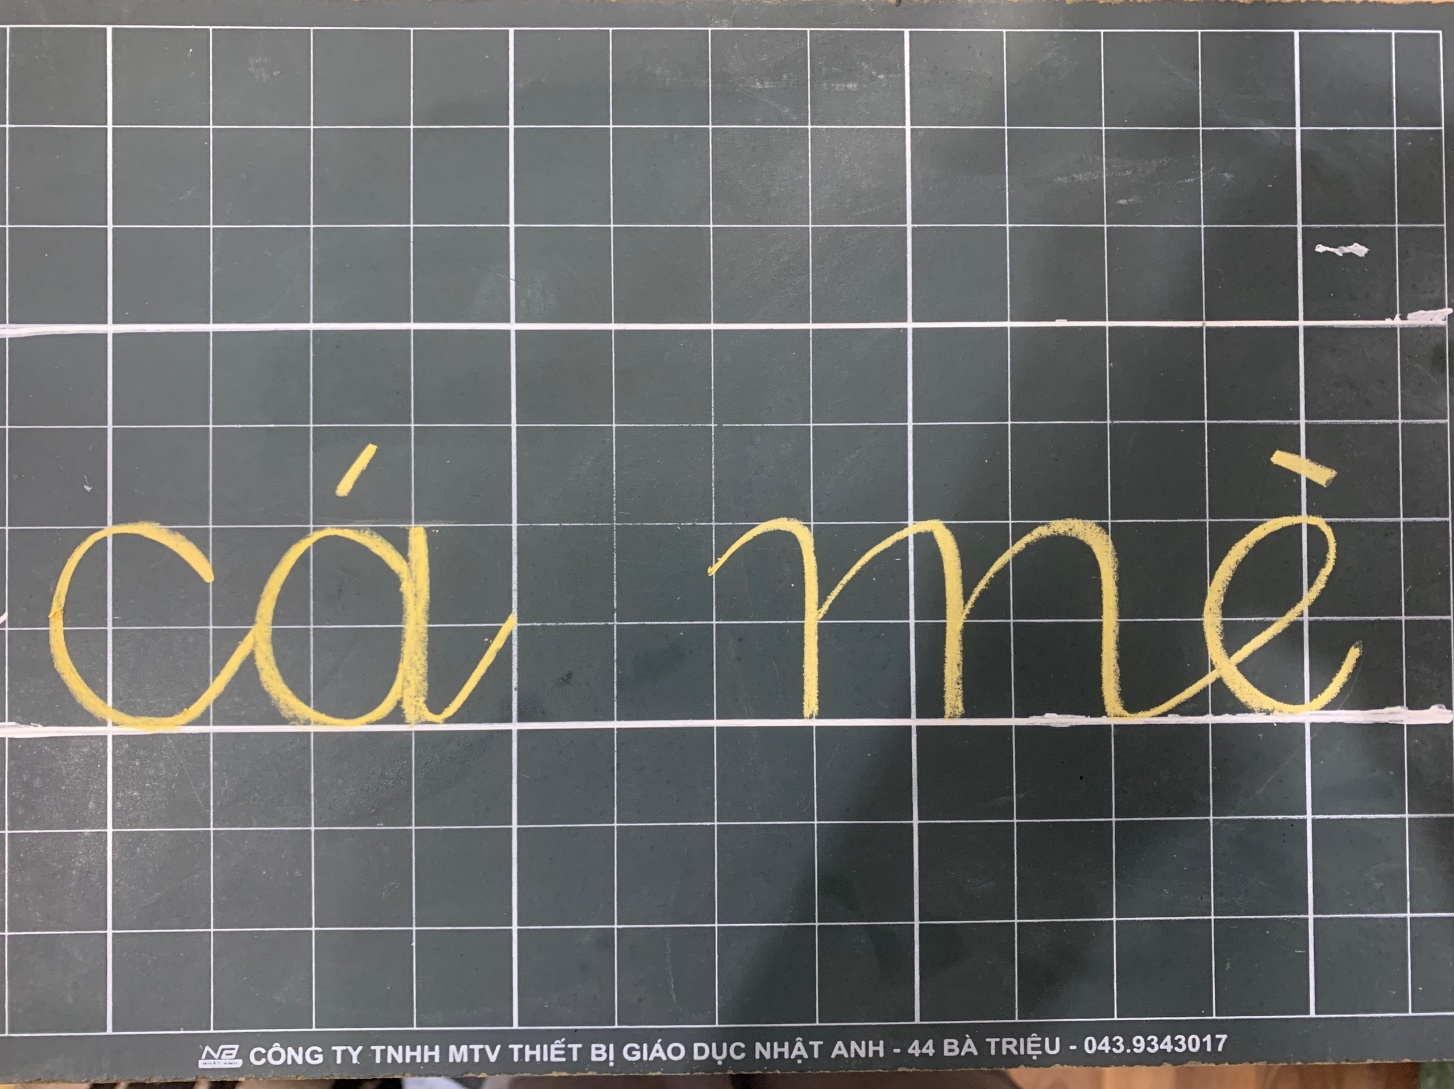 cá mè
CÔNG TY TNHH MTV THIẾT BỊ GIÁO DỤC NHẬT ANH - 44 BÀ TRIỆU - 043.9343017